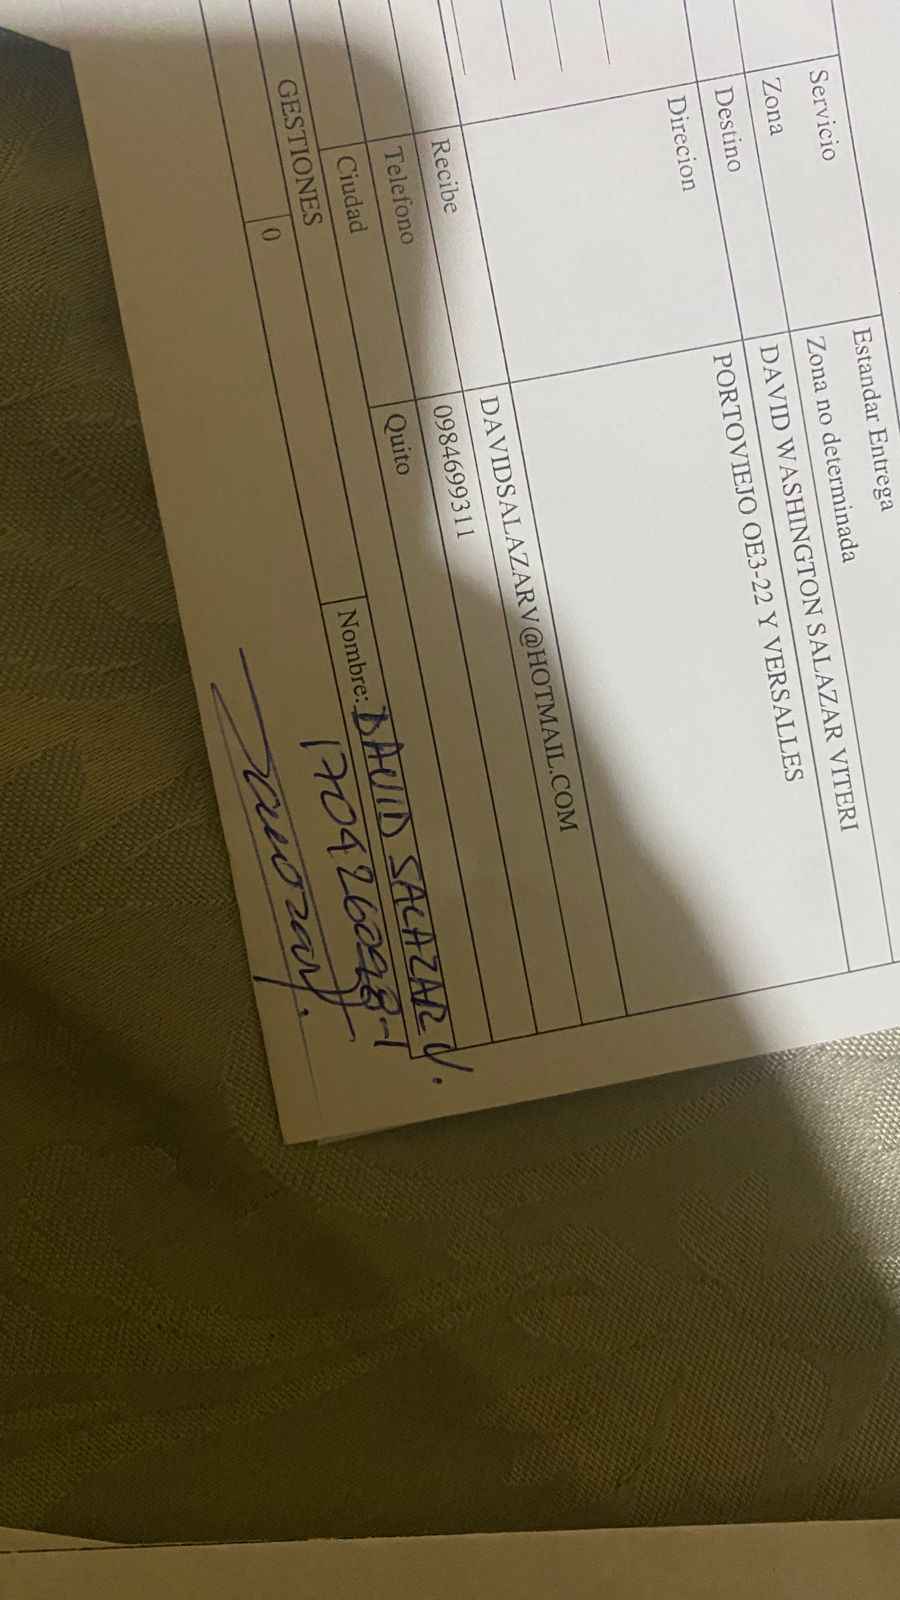 Servicio Estandar Entrega
Zona Zona no determinada
Destino DAVID WASHINGTON SALAZAR VITERI
Direcion PORTOVIEJO OE3-22 Y VERSALLES
Recibe DAVIDSALAZARV@HOTMAIL.COM
Telefono 0984699311
Ciudad Quito
GESTIONES
Nombre: DAVID SALAZAR V.
0